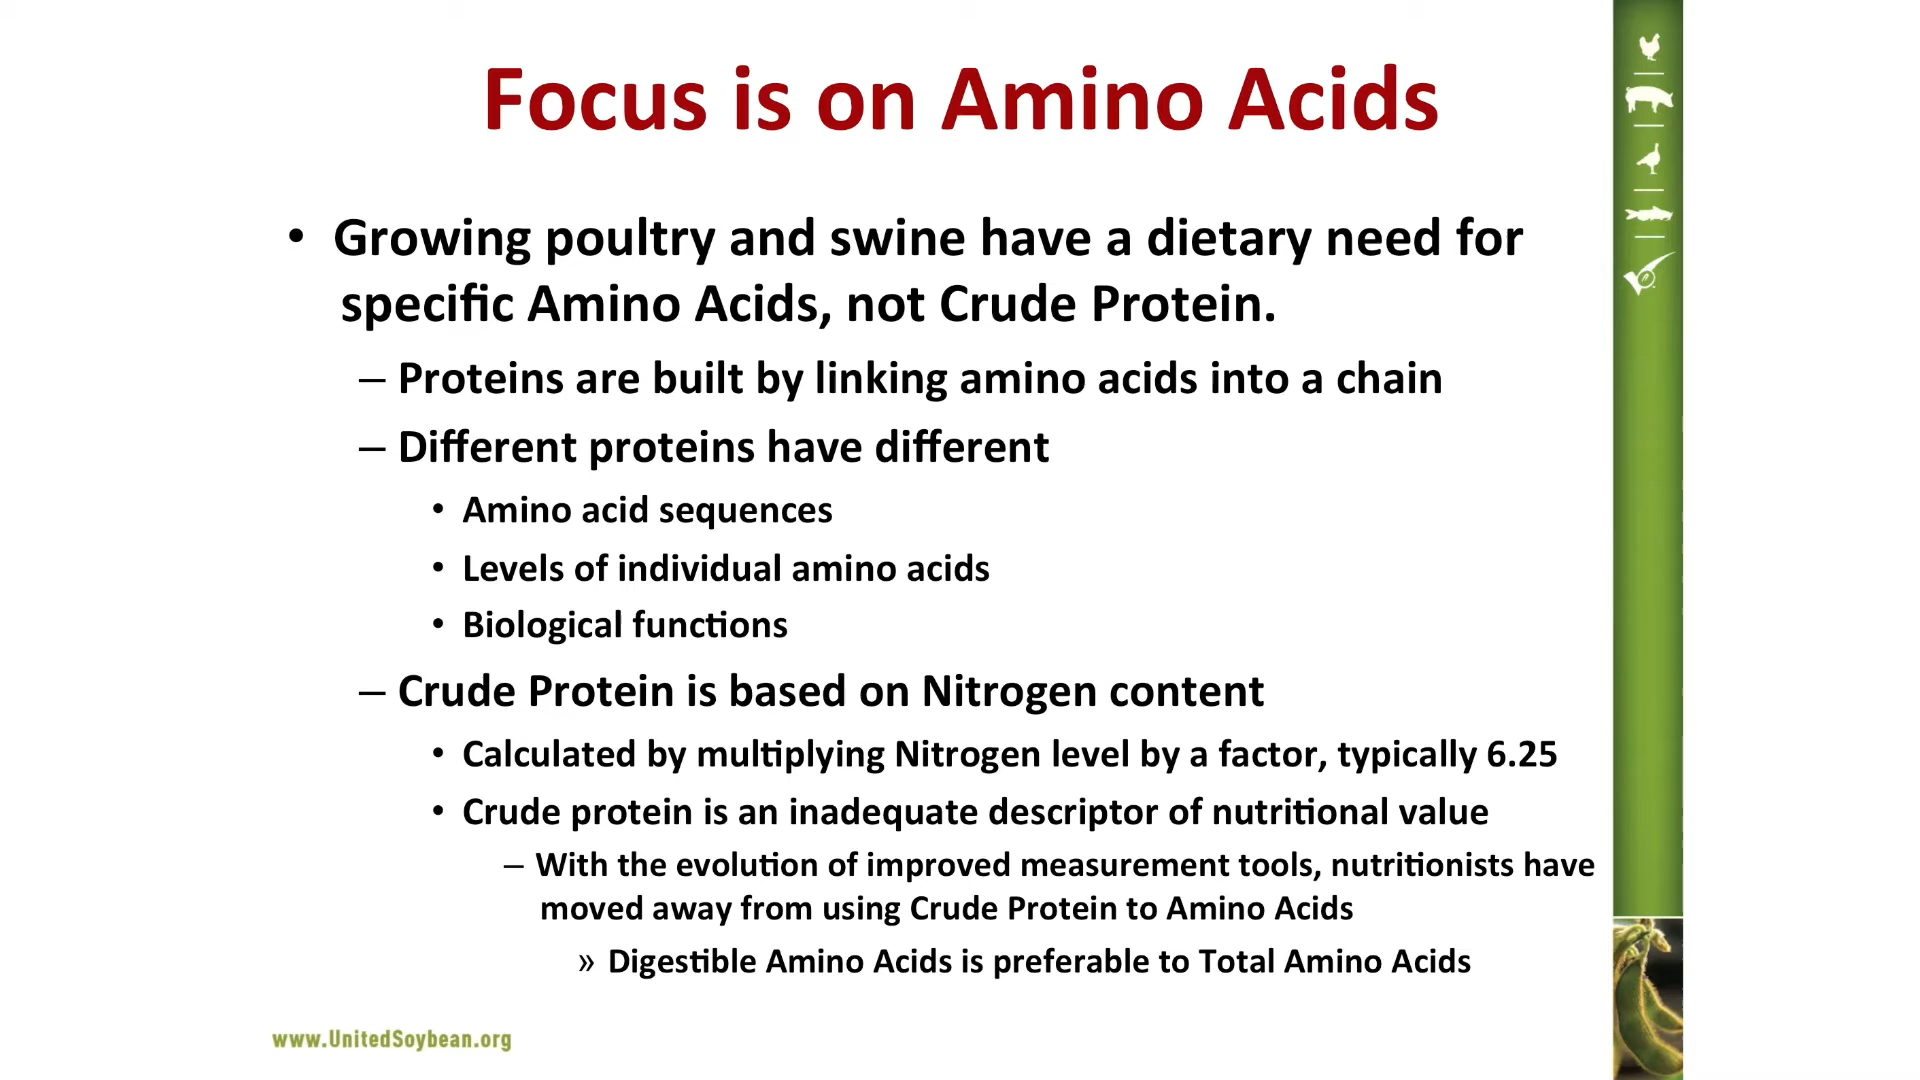 Focus is on Amino Acids
• Growing poultry and swine have a dietary need for
specific Amino Acids, not Crude Protein.
– Proteins are built by linking amino acids into a chain
– Different proteins have different
• Amino acid sequences
• Levels of individual amino acids
• Biological functions
– Crude Protein is based on Nitrogen content
• Calculated by multiplying Nitrogen level by a factor, typically 6.25
• Crude protein is an inadequate descriptor of nutritional value
– With the evolution of improved measurement tools, nutritionists have
moved away from using Crude Protein to Amino Acids
» Digestible Amino Acids is preferable to Total Amino Acids
www.UnitedSoybean.org